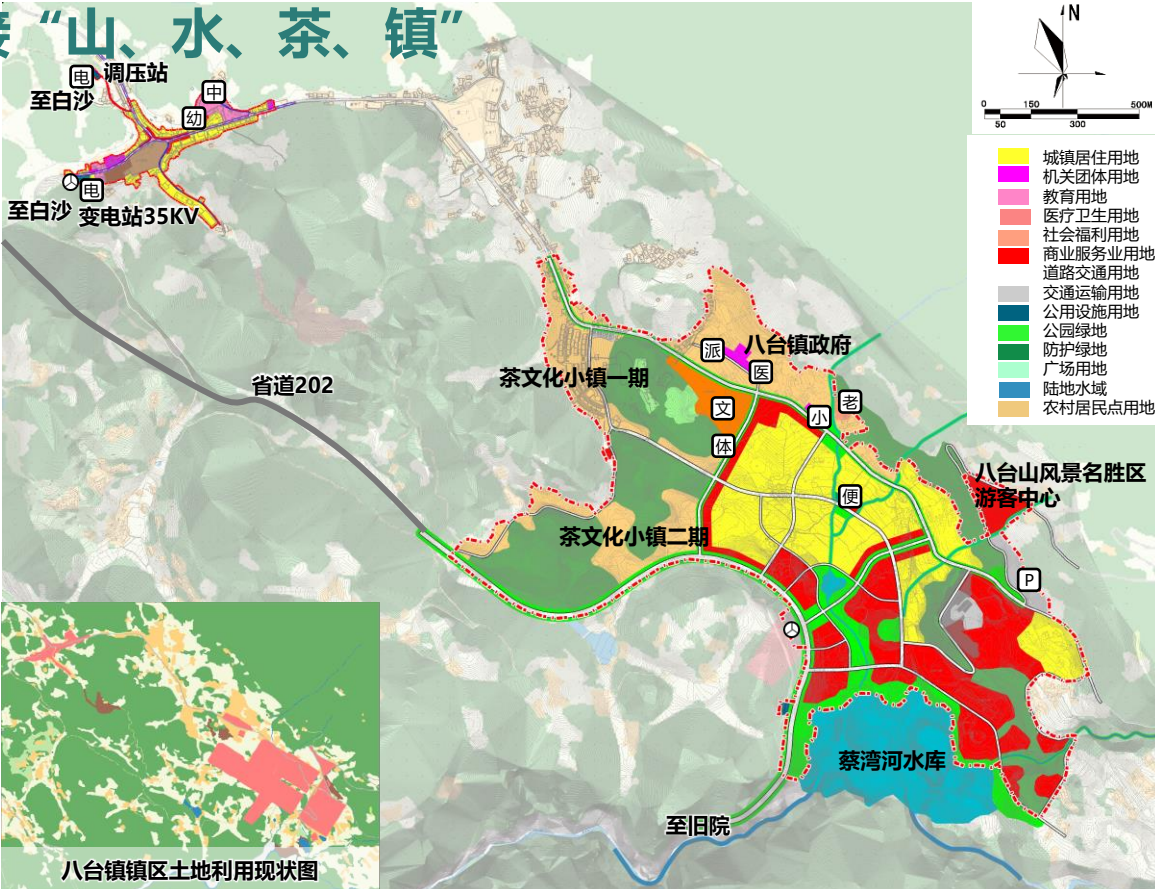 “山、水、茶、镇”
N
0 150 500M
50 300
电 调压站
至白沙
中
幼
电
至白沙 变电站35KV
城镇居住用地
机关团体用地
教育用地
医疗卫生用地
社会福利用地
商业服务业用地
道路交通用地
交通运输用地
公用设施用地
公园绿地
防护绿地
广场用地
陆地水域
农村居民点用地
省道202
派 八台镇政府
医
茶文化小镇一期
文
小
老
体
八台山风景名胜区
游客中心
便
茶文化小镇二期
P
蔡湾河水库
至旧院
八台镇镇区土地利用现状图